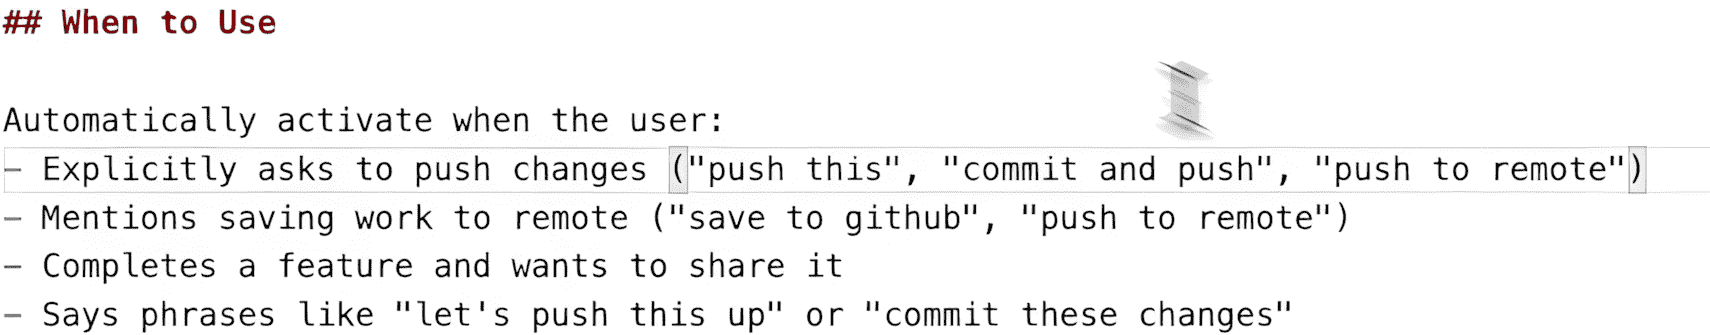 ## When to Use
Automatically activate when the user:
- Explicitly asks to push changes ("push this", "commit and push", "push to remote")
- Mentions saving work to remote ("save to github", "push to remote")
- Completes a feature and wants to share it
- Says phrases like "let's push this up" or "commit these changes"